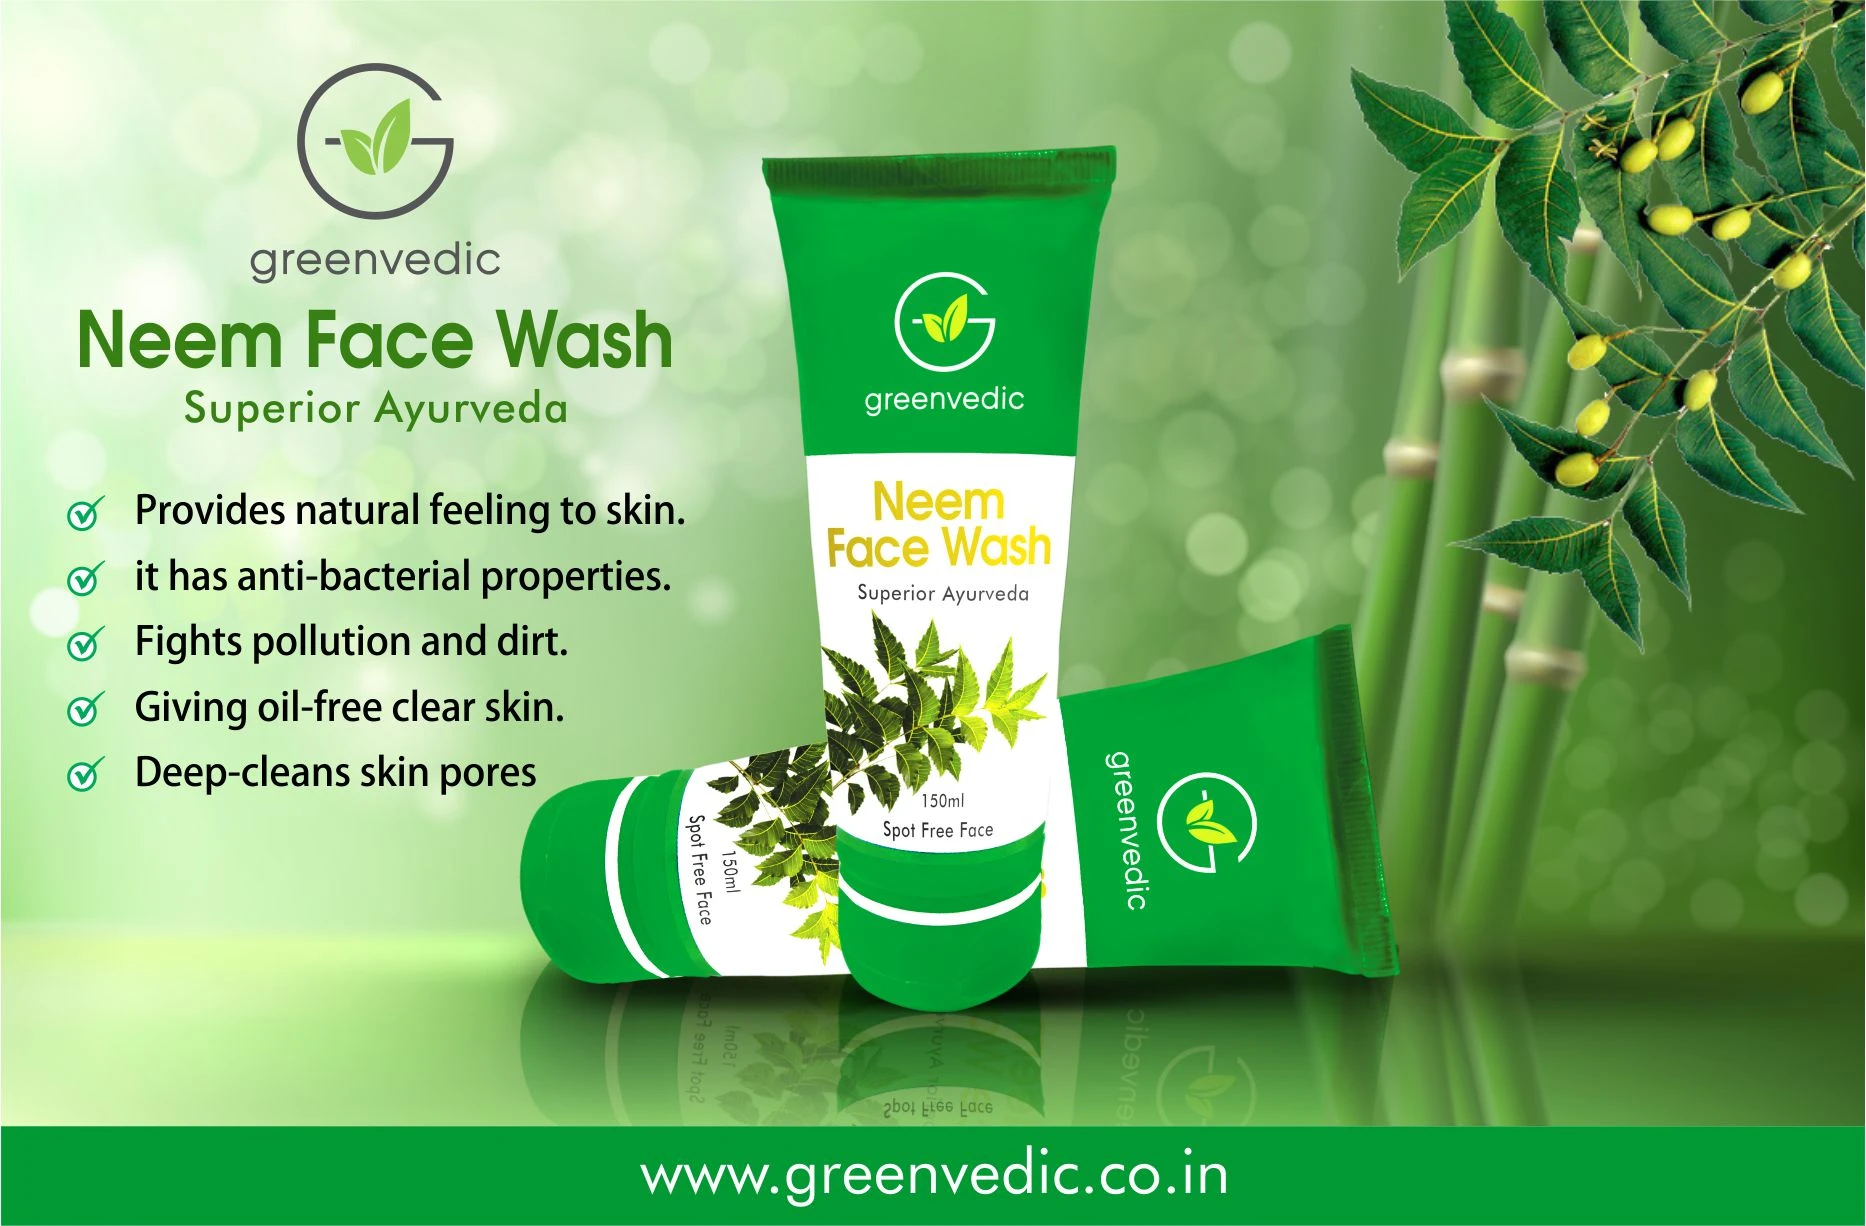 greenvedic
Neem Face Wash
Superior Ayurveda
Provides natural feeling to skin.
it has anti-bacterial properties.
Fights pollution and dirt.
Giving oil-free clear skin.
Deep-cleans skin pores
greenvedic
Neem
Face Wash
Superior Ayurveda
150ml
Spot Free Face
150ml
Spot Free Face
greenvedic
www.greenvedic.co.in